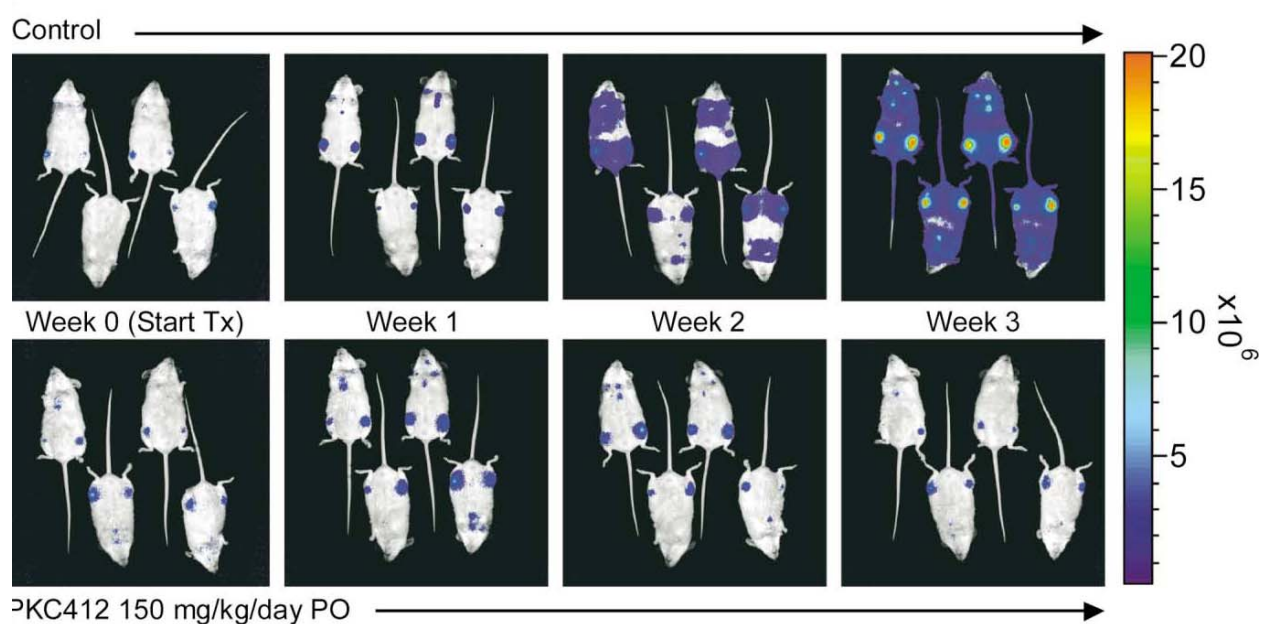 Control
20
15
10
5
x10 6
Week 0 (Start Tx) Week 1 Week 2 Week 3
PKC412 150 mg/kg/day PO